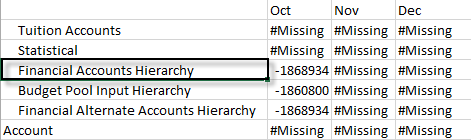 Oct Nov Dec
Tuition Accounts #Missing #Missing #Missing
Statistical #Missing #Missing #Missing
Financial Accounts Hierarchy -1868934 #Missing #Missing
Budget Pool Input Hierarchy -1860800 #Missing #Missing
Financial Alternate Accounts Hierarchy -1868934 #Missing #Missing
Account #Missing #Missing #Missing